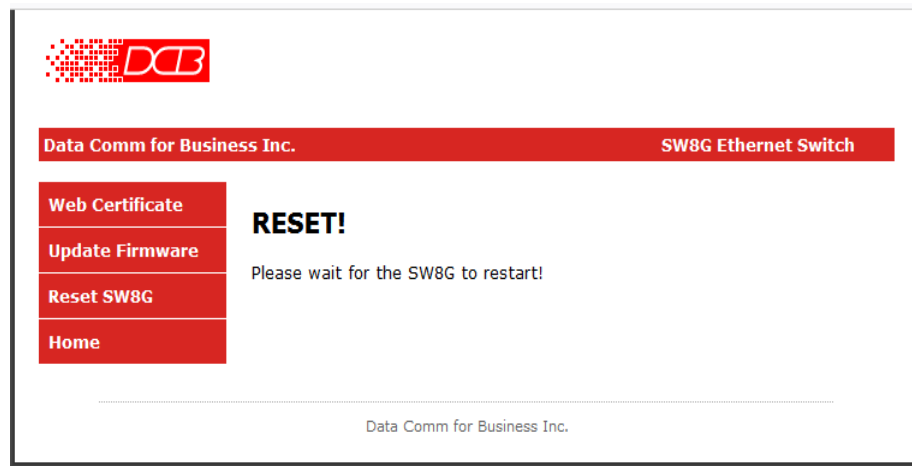 DCB
Data Comm for Business Inc. SW8G Ethernet Switch
Web Certificate
Update Firmware
Reset SW8G
Home
RESET!
Please wait for the SW8G to restart!
Data Comm for Business Inc.